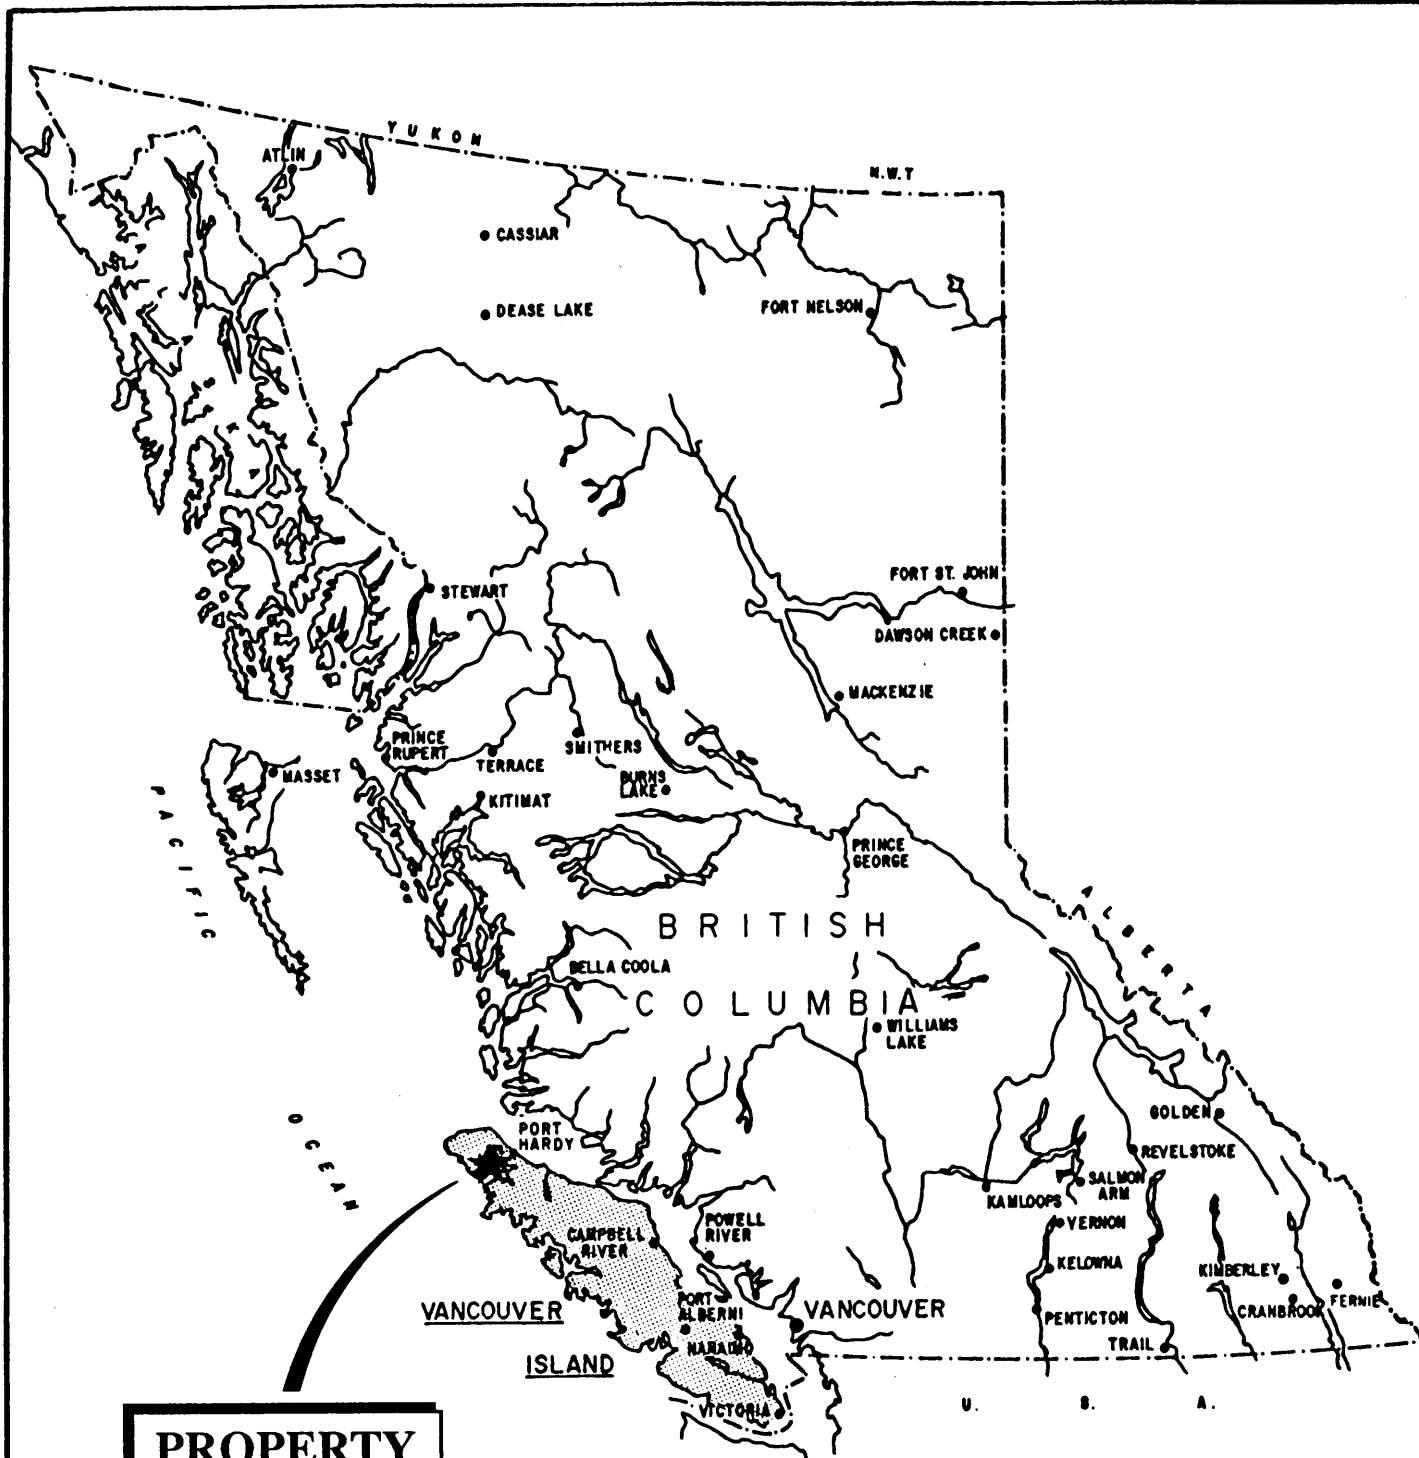 YUKON
N.W.T
ATLIN
CASSIAR
DEASE LAKE
FORT NELSON
ALASKA
STEWART
FORT ST. JOHN
DAWSON CREEK
MACKENZIE
PRINCE
RUPERT
TERRACE
SMITHERS
BURNS
LAKE
MASSET
KITIMAT
PRINCE
GEORGE
PACIFIC
OCEAN
ALBERTA
BRITISH
COLUMBIA
BELLA COOLA
WILLIAMS
LAKE
GOLDEN
REVELSTOKE
PORT
HARDY
KAMLOOPS
SALMON
ARM
VERNON
POWELL
RIVER
CAMPBELL
RIVER
KELOWNA
KIMBERLEY
FERNIE
CRANBROOK
PENTICTON
PORT
ALBERNI
VANCOUVER
VANCOUVER
ISLAND
NANAIMO
TRAIL
VICTORIA
U. S. A.
PROPERTY